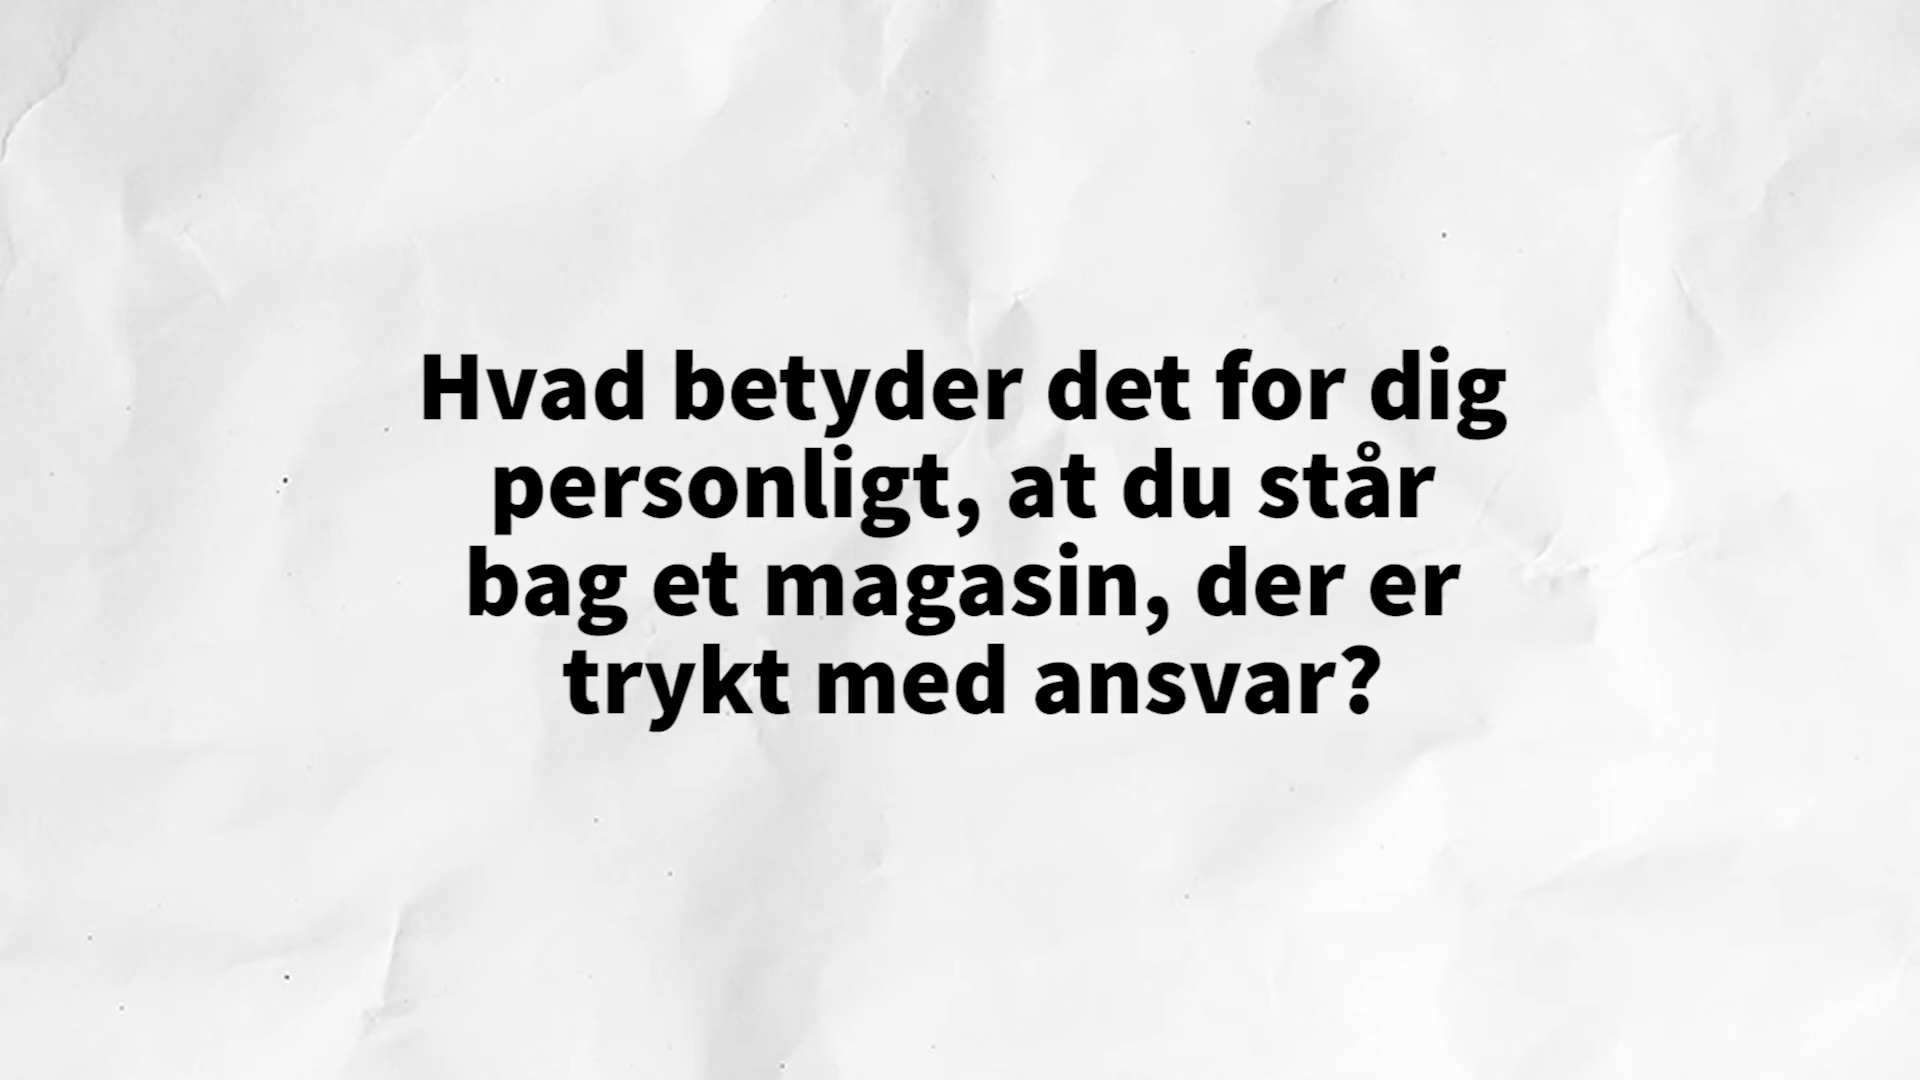 Hvad betyder det for dig
personligt, at du står
bag et magasin, der er
trykt med ansvar?